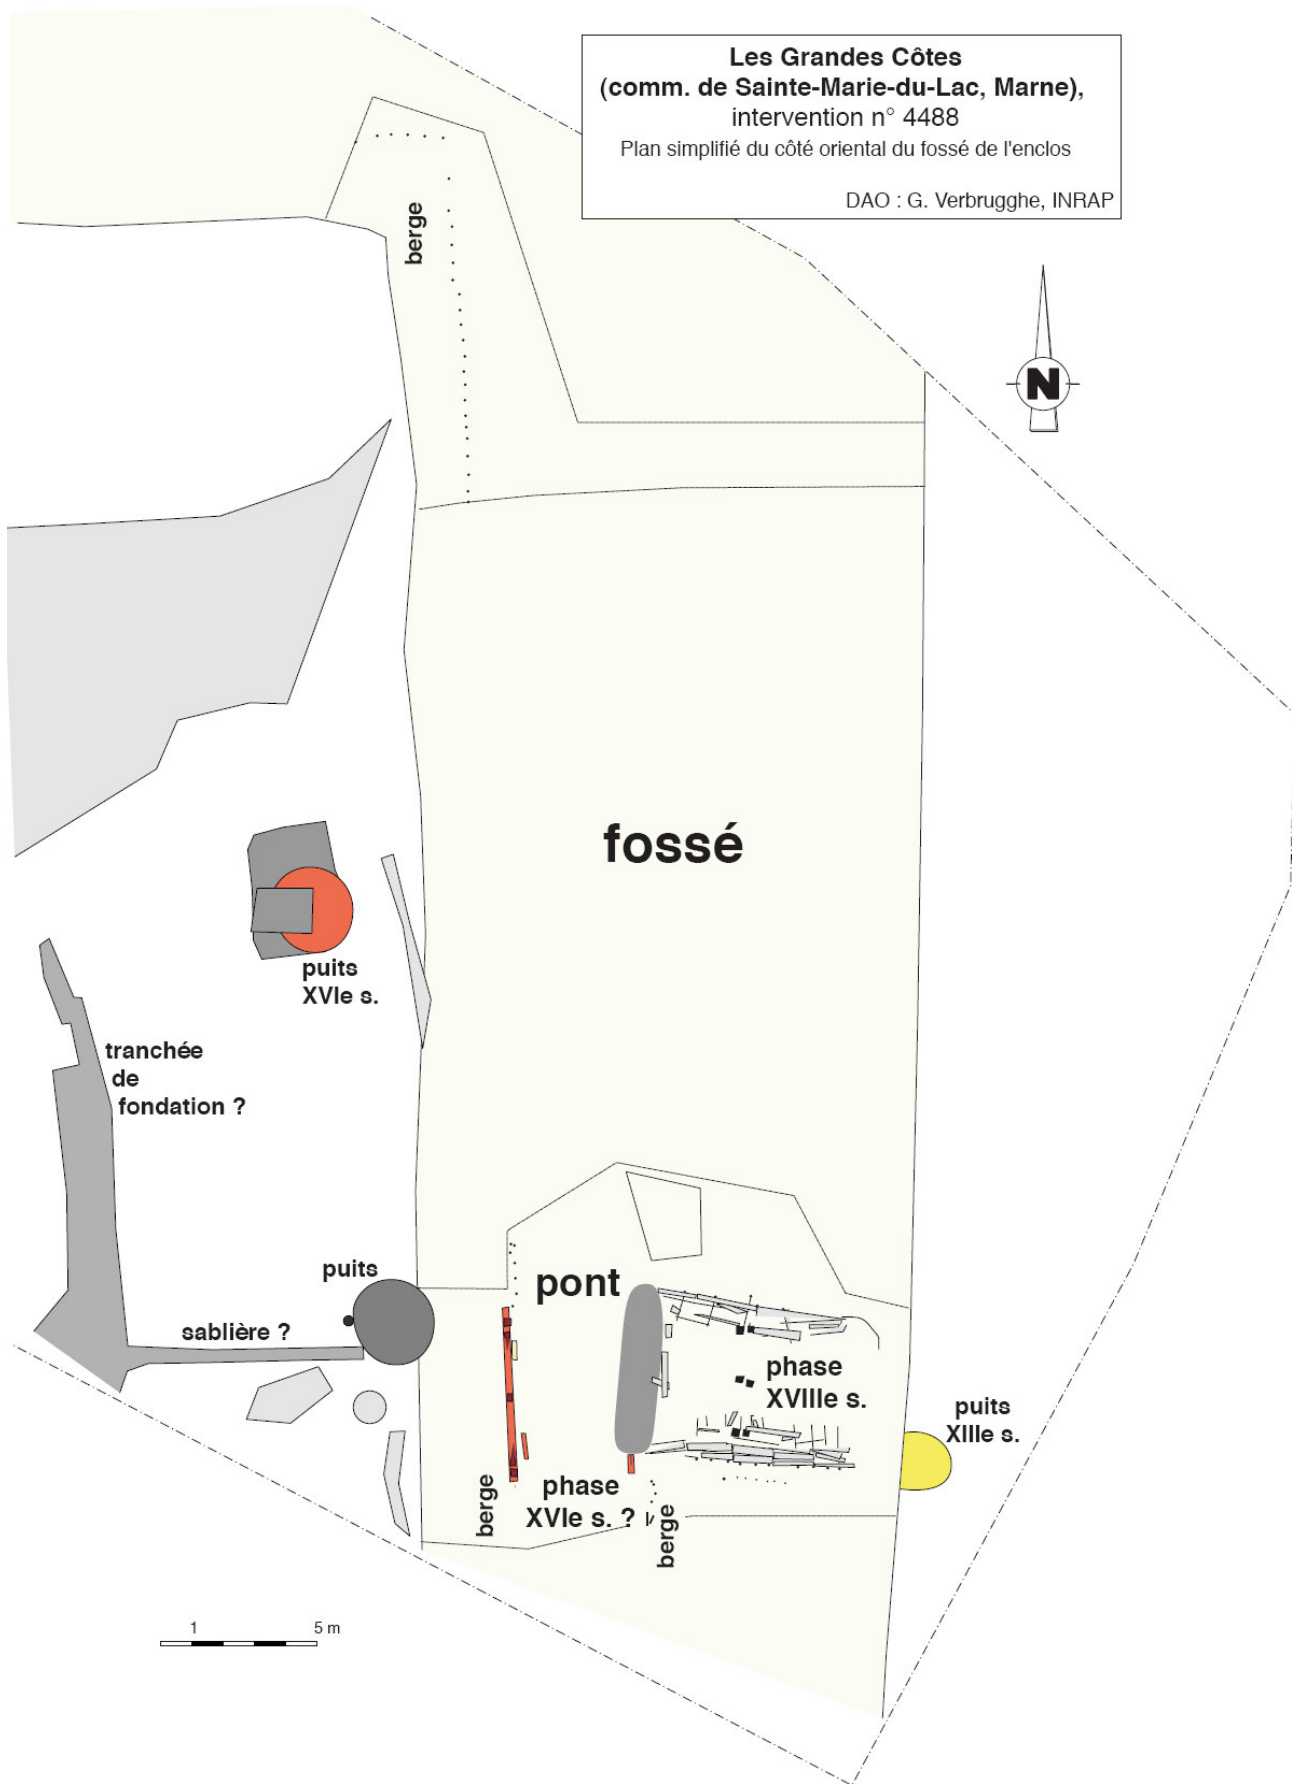 Les Grandes Côtes
(comm. de Sainte-Marie-du-Lac, Marne),
intervention n° 4488
Plan simplifié du côté oriental du fossé de l'enclos
DAO : G. Verbrugghe, INRAP
berge
N
fossé
puits
XVIe s.
tranchée
de
fondation ?
puits
sablière ?
pont
phase
XVIIIe s.
puits
XIIIe s.
berge
phase
XVIe s. ?
berge
1 5 m